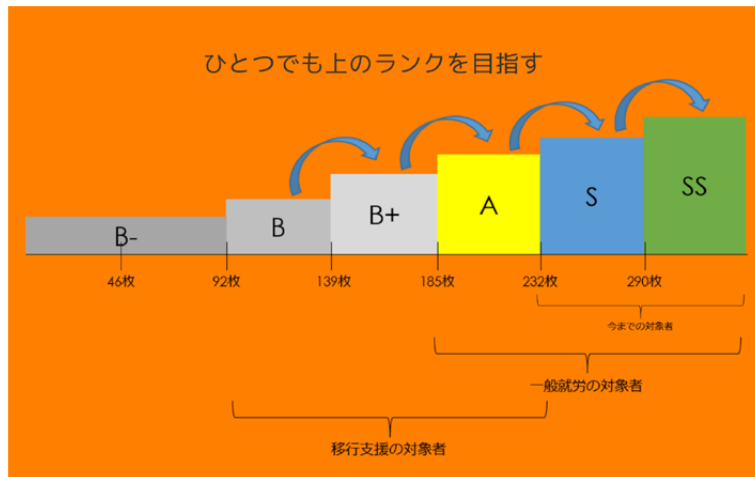 ひとつでも上のランクを目指す
B-
B
B+
A
S
SS
46枚
92枚
139枚
185枚
232枚
290枚
今までの対象者
一般就労の対象者
移行支援の対象者